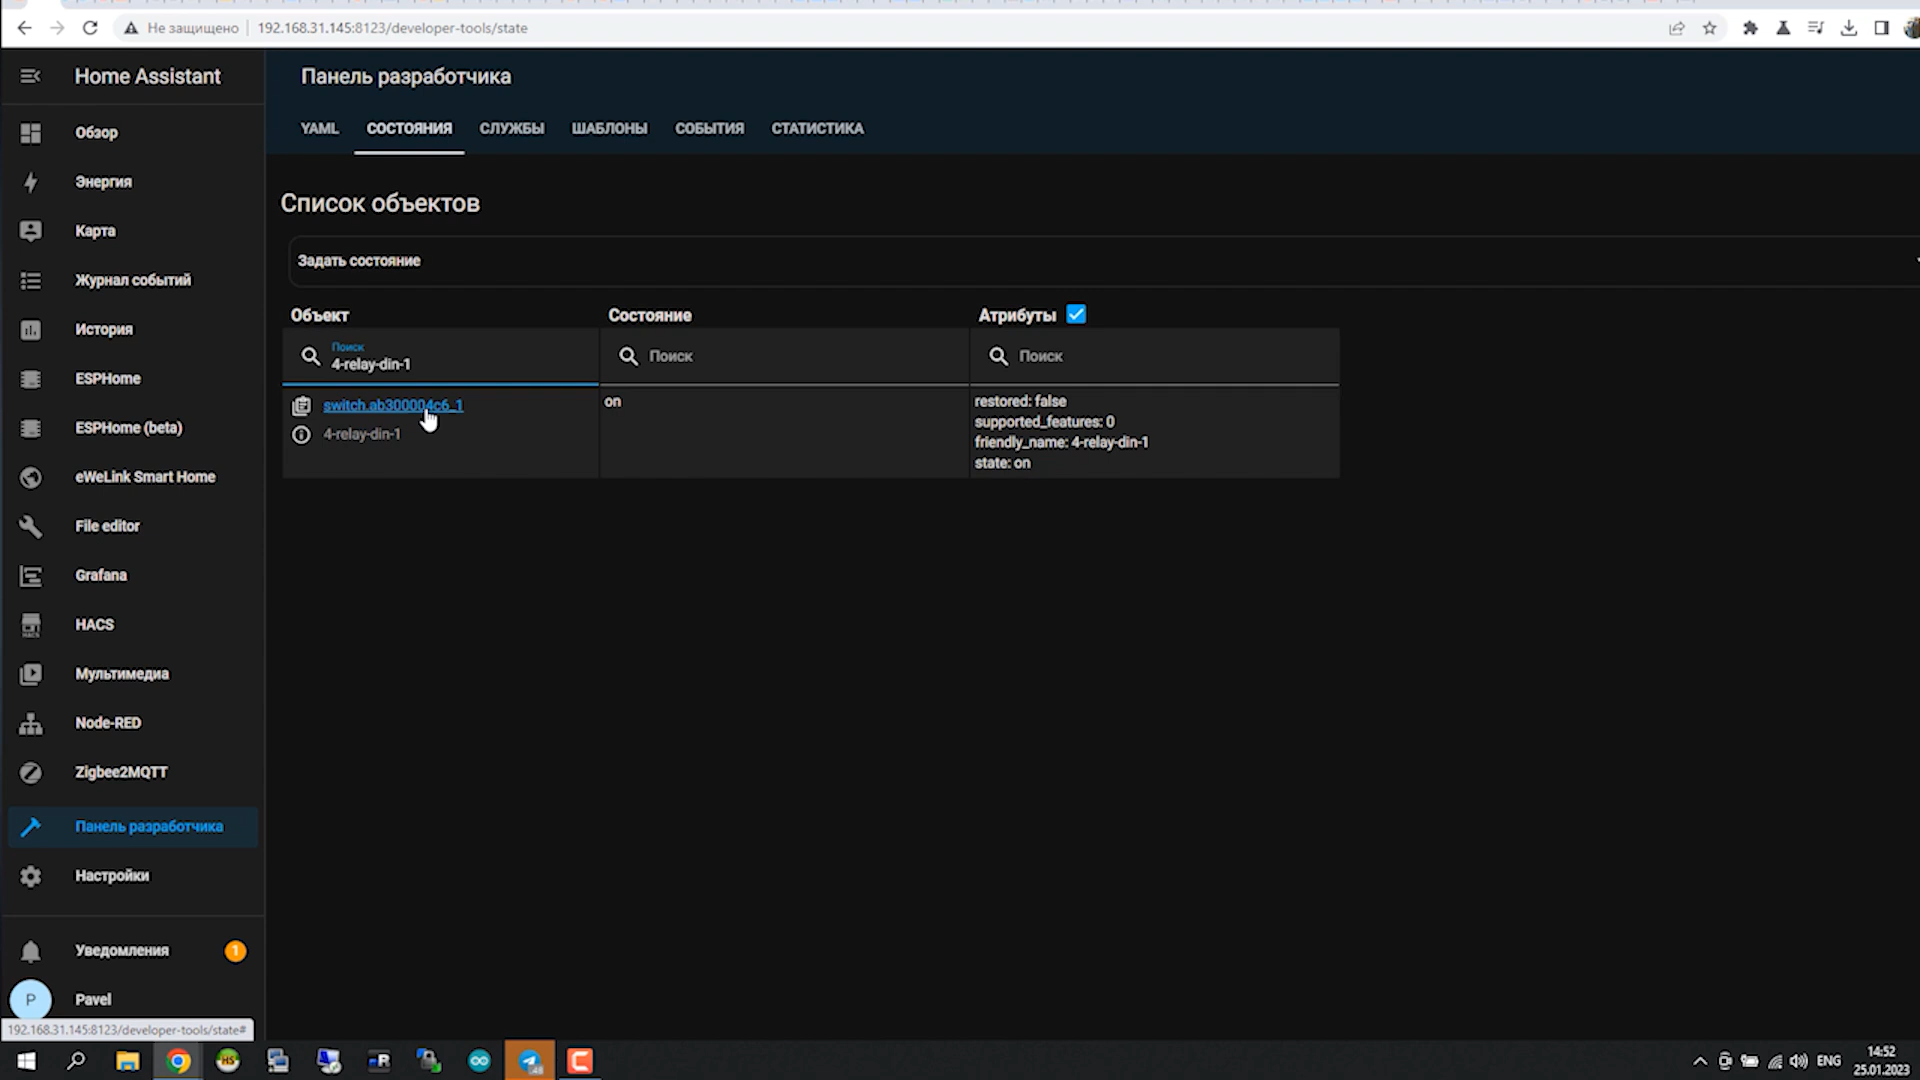 Не защищено
192.168.31.145:8123/developer-tools/state
Home Assistant
Панель разработчика
YAML
СОСТОЯНИЯ
СЛУЖБЫ
ШАБЛОНЫ
СОБЫТИЯ
СТАТИСТИКА
Обзор
Энергия
Карта
Журнал событий
История
ESPHome
ESPHome (beta)
eWeLink Smart Home
File editor
Grafana
HACS
Мультимедиа
Node-RED
Zigbee2MQTT
Панель разработчика
Настройки
Уведомления
1
P
Pavel
192.168.31.145:8123/developer-tools/state#
Список объектов
Задать состояние
Объект
Состояние
Атрибуты
Поиск
4-relay-din-1
Поиск
Поиск
switch.ab300004c6_1
4-relay-din-1
on
restored: false
supported_features: 0
friendly_name: 4-relay-din-1
state: on
ENG
14:52
25.01.2023